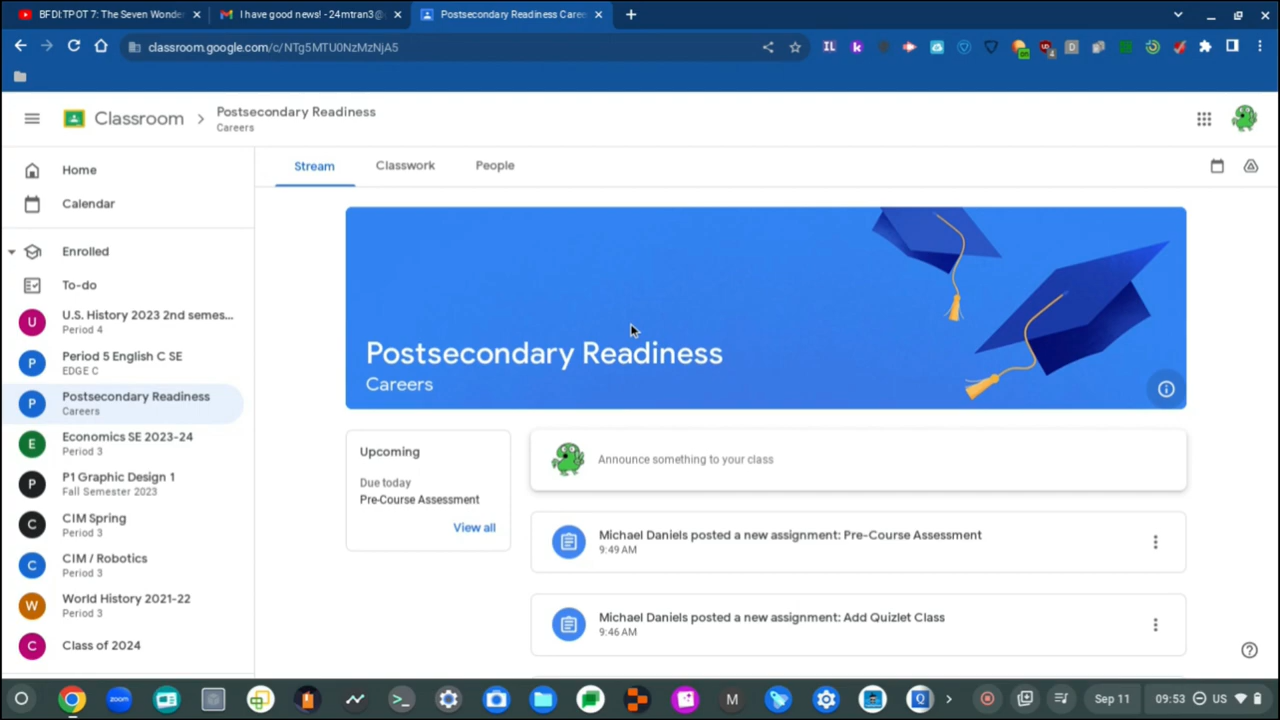 BFDI:TPOT 7: The Seven Wonde
I have good news! - 24mtran3@
Postsecondary Readiness Caree
classroom.google.com/c/NTg5MTU0NzMzNjA5
Classroom
Postsecondary Readiness
Careers
Stream
Classwork
People
Home
Calendar
Enrolled
To-do
U
U.S. History 2023 2nd semes...
Period 4
P
Period 5 English C SE
EDGE C
P
Postsecondary Readiness
Careers
E
Economics SE 2023-24
Period 3
P
P1 Graphic Design 1
Fall Semester 2023
C
CIM Spring
Period 3
C
CIM / Robotics
Period 3
W
World History 2021-22
Period 3
C
Class of 2024
Postsecondary Readiness
Careers
Upcoming
Due today
Pre-Course Assessment
View all
Announce something to your class
Michael Daniels posted a new assignment: Pre-Course Assessment
9:49 AM
Michael Daniels posted a new assignment: Add Quizlet Class
9:46 AM
zoom
M
Q
Sep 11
09:53
US